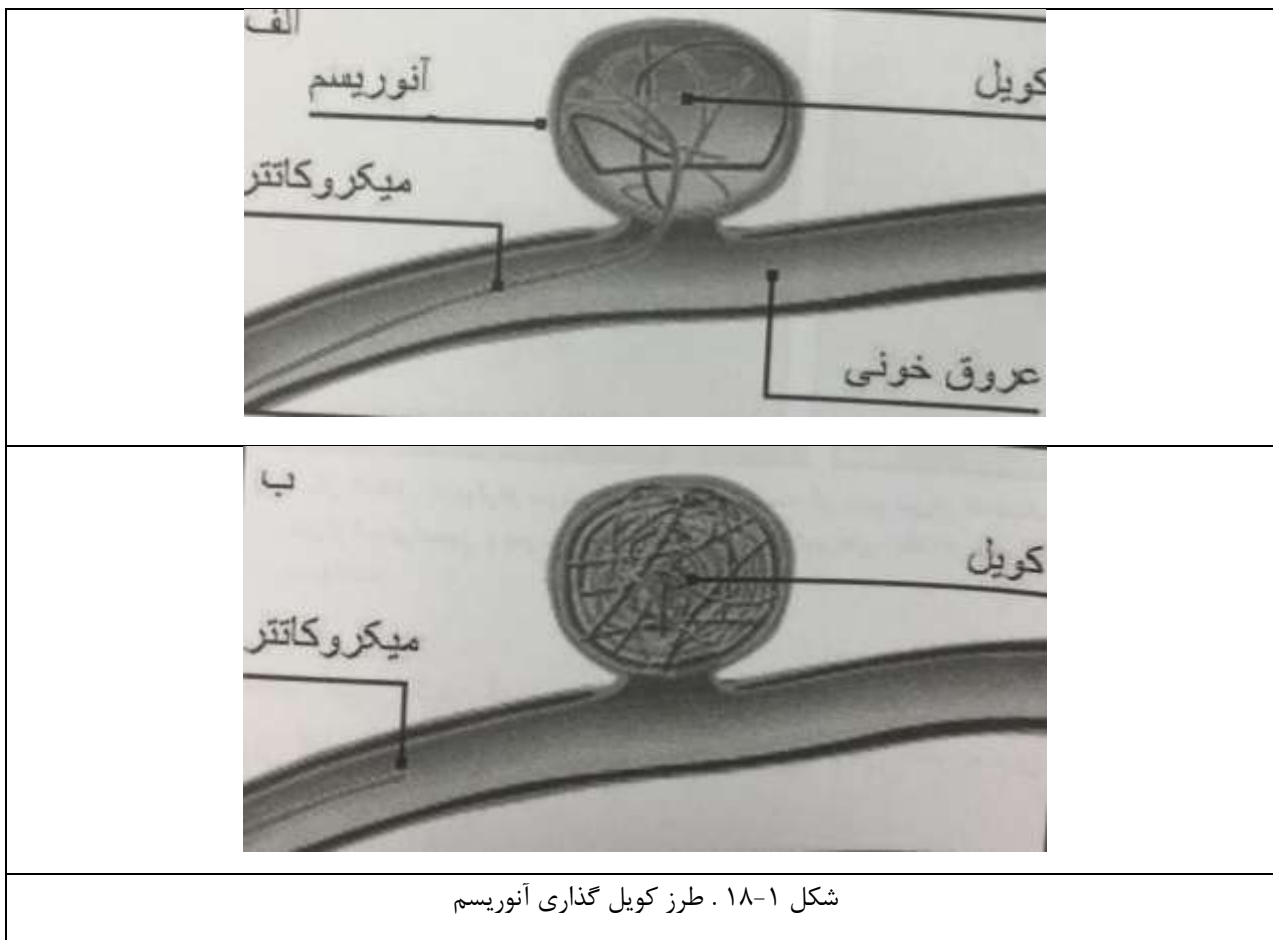 الف
آنوریسم
کویل
میکروکاتتر
عروق خونی
ب
کویل
میکروکاتتر
شکل ۱-۱۸ . طرز کویل گذاری آنوریسم